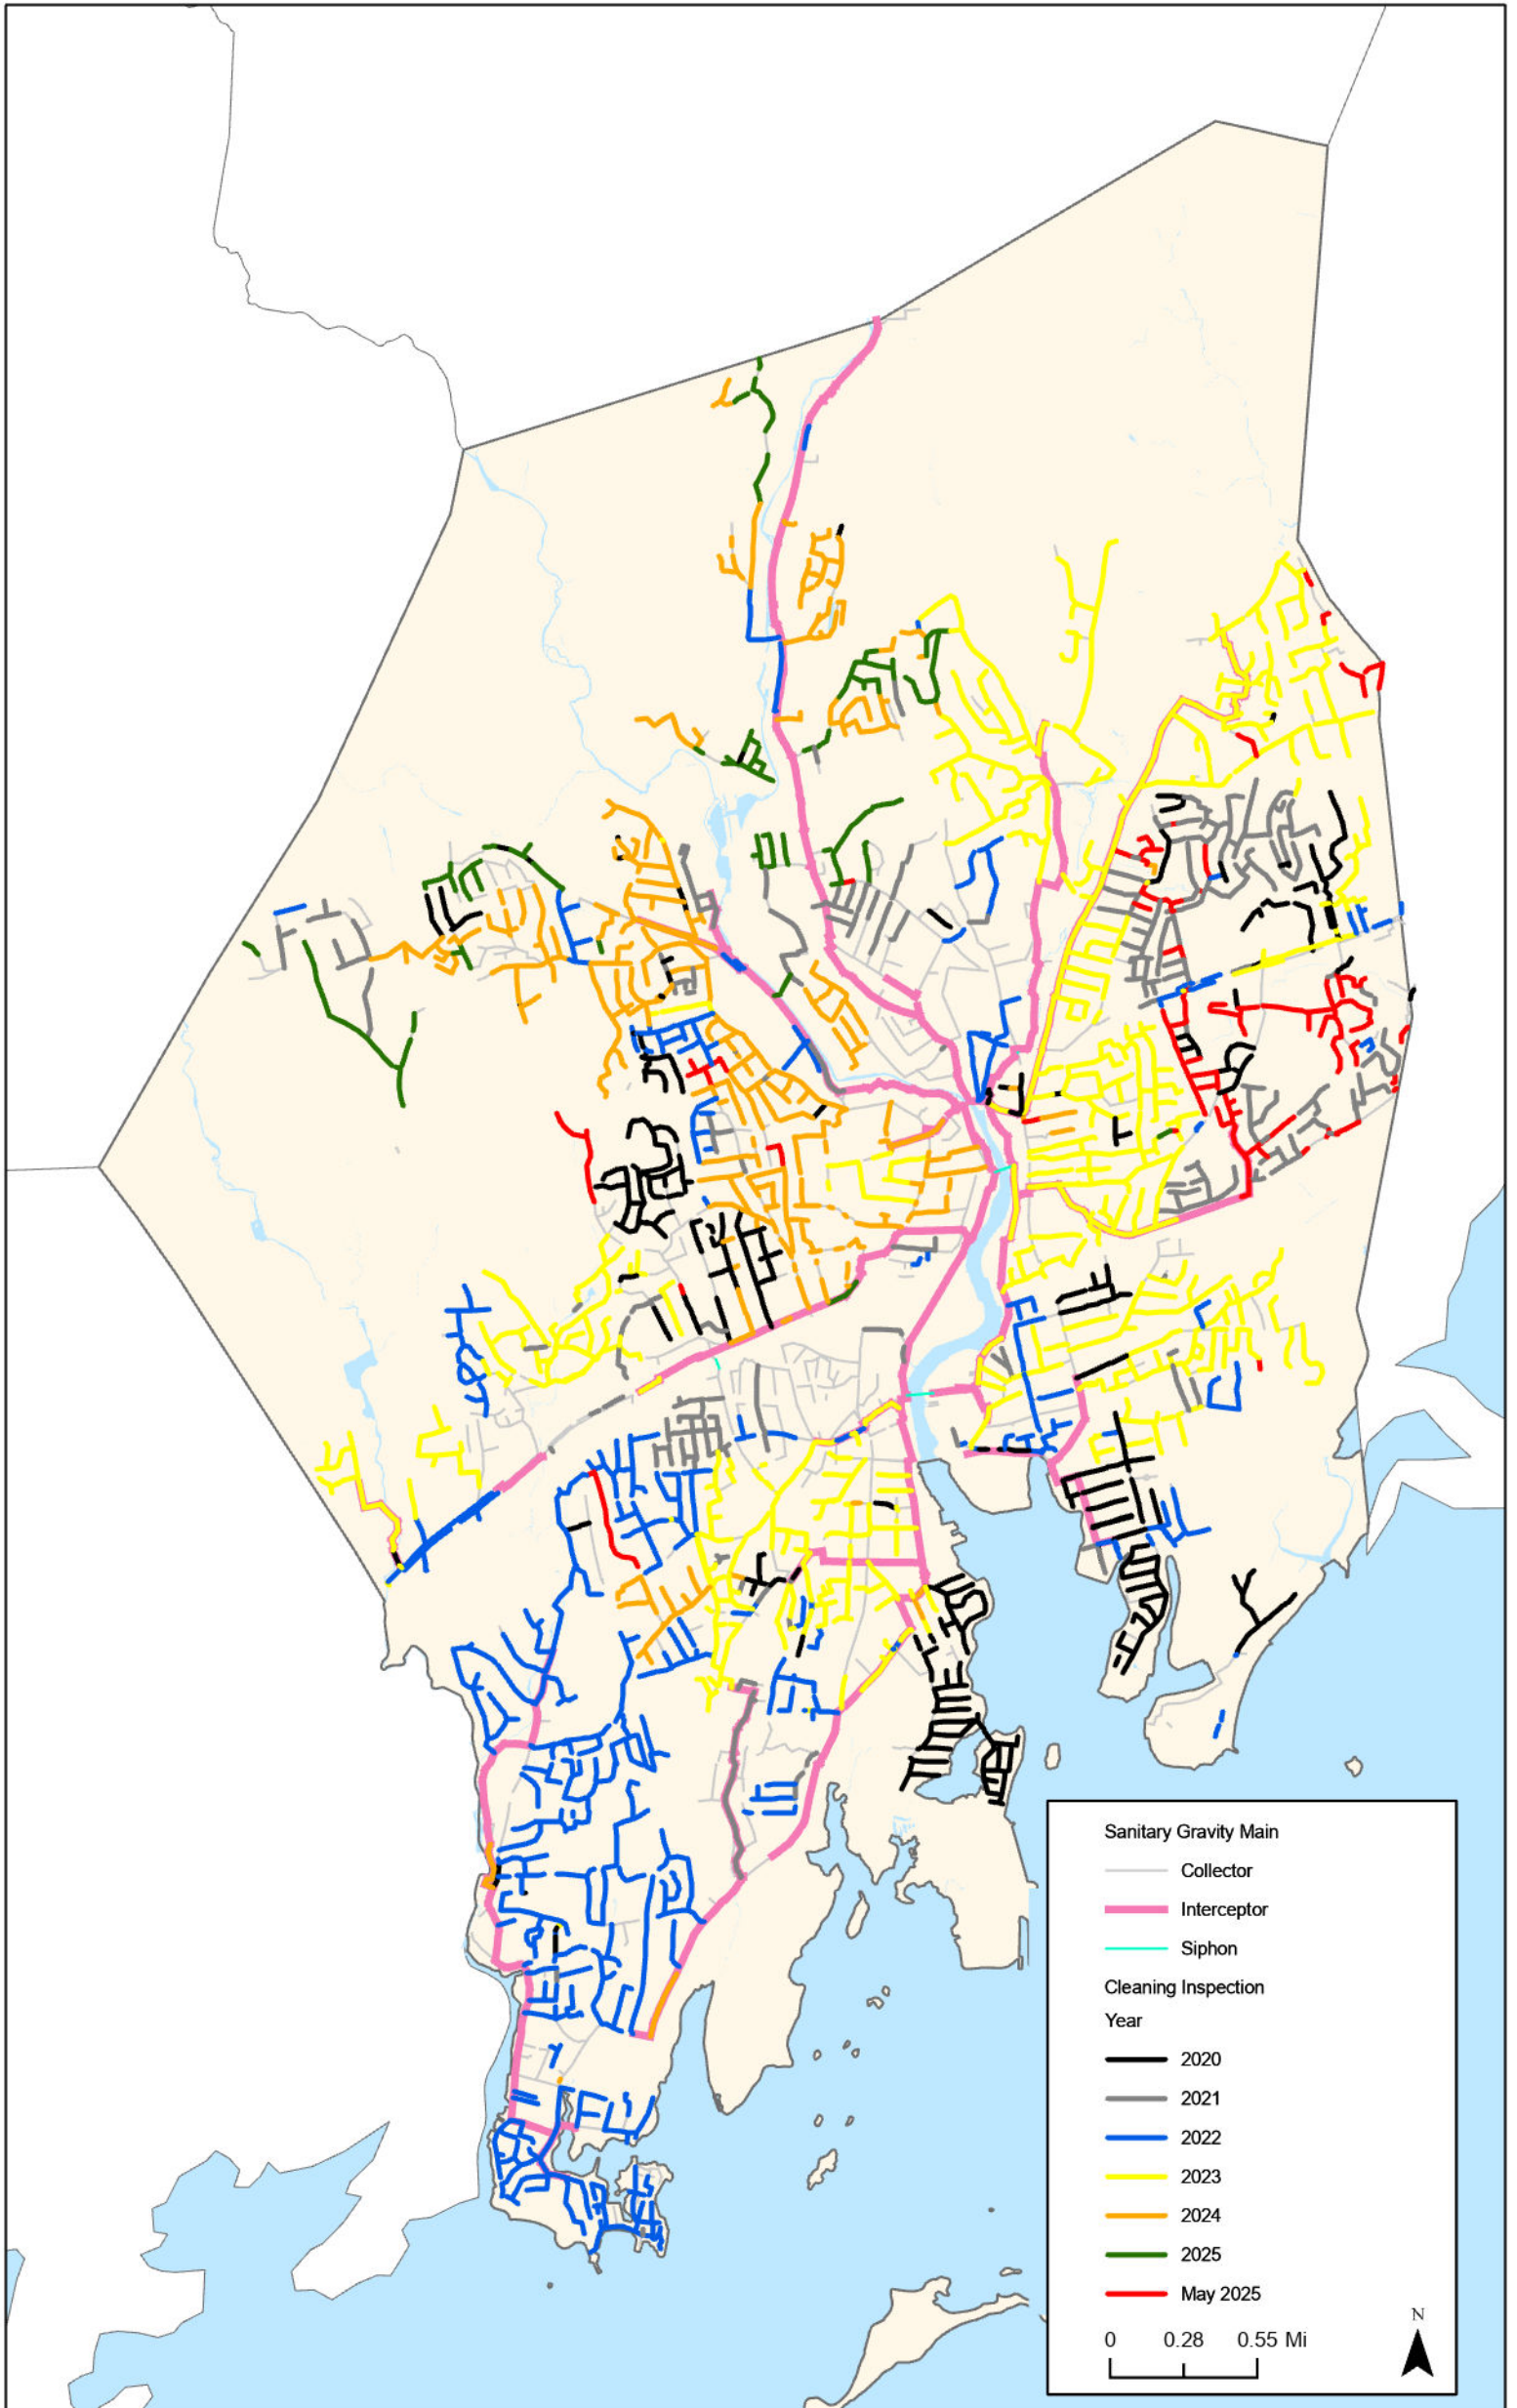 Sanitary Gravity Main
Collector
Interceptor
Siphon
Cleaning Inspection
Year
2020
2021
2022
2023
2024
2025
May 2025
N
0 0.28 0.55 Mi